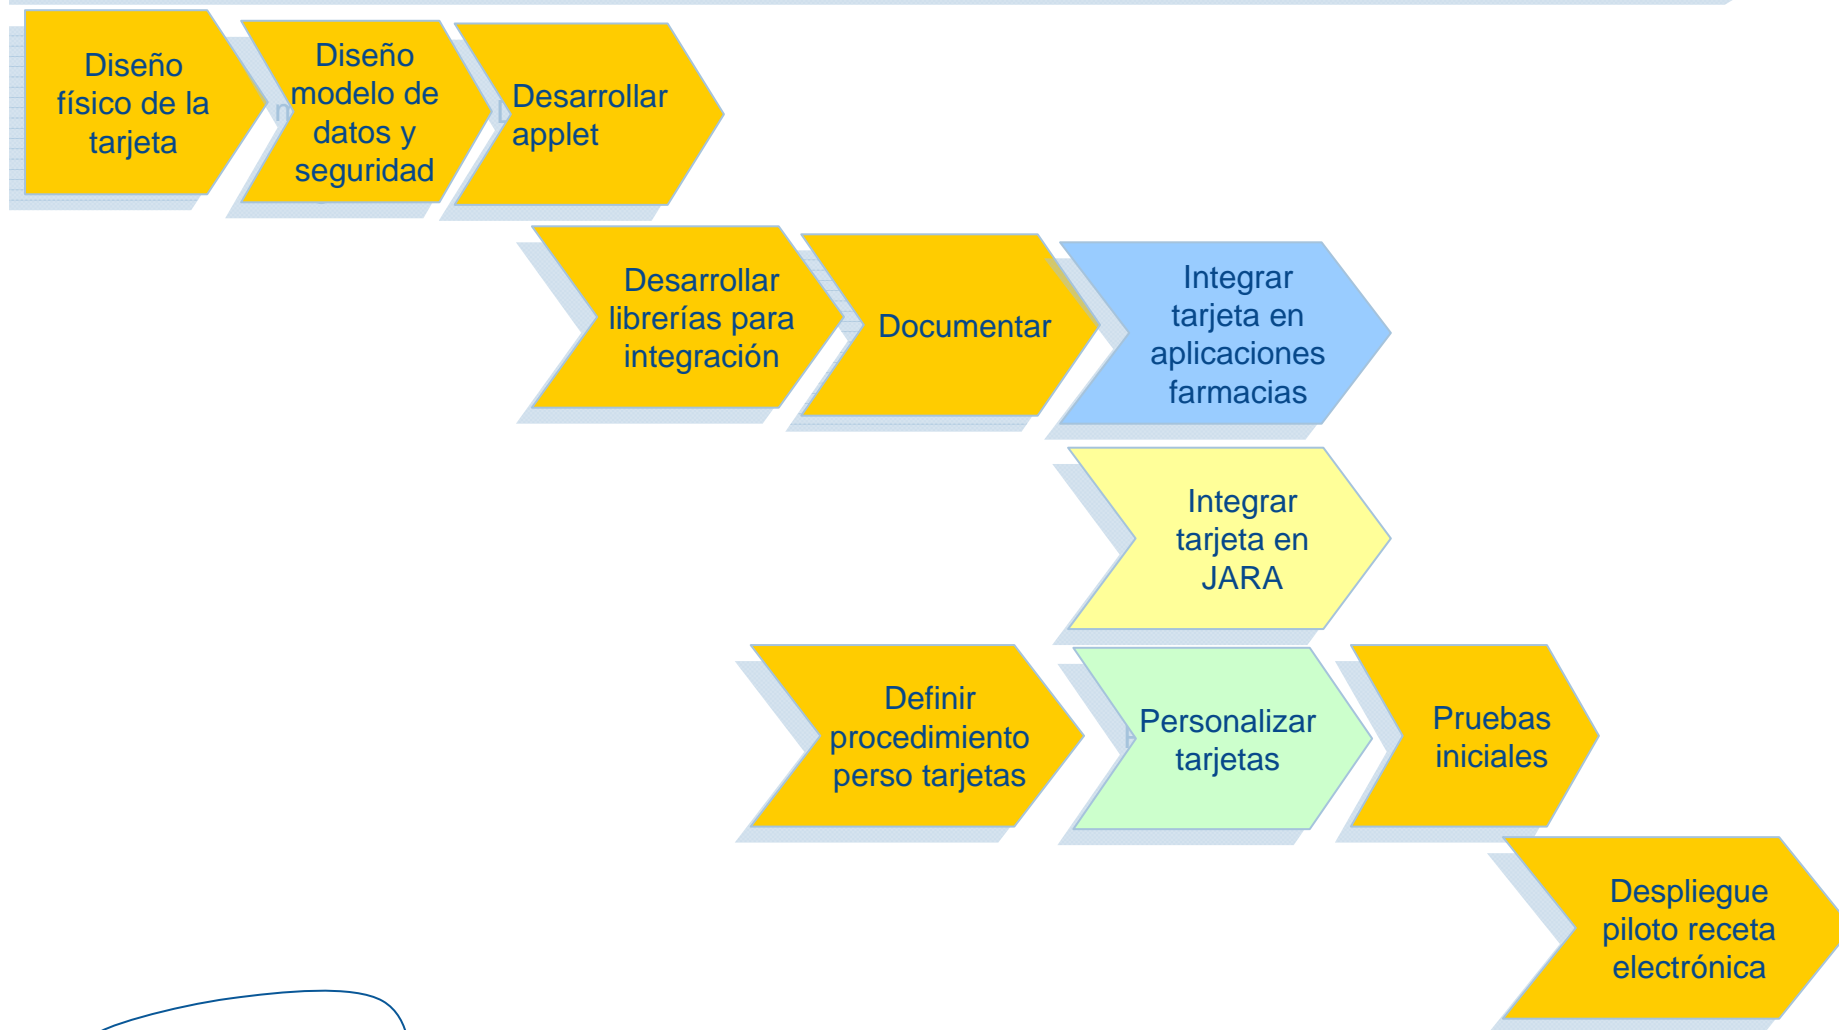 Diseño
físico de la
tarjeta
Diseño
modelo de
datos y
seguridad
Desarrollar
applet
Desarrollar
librerías para
integración
Documentar
Integrar
tarjeta en
aplicaciones
farmacias
Integrar
tarjeta en
JARA
Definir
procedimiento
perso tarjetas
Personalizar
tarjetas
Pruebas
iniciales
Despliegue
piloto receta
electrónica